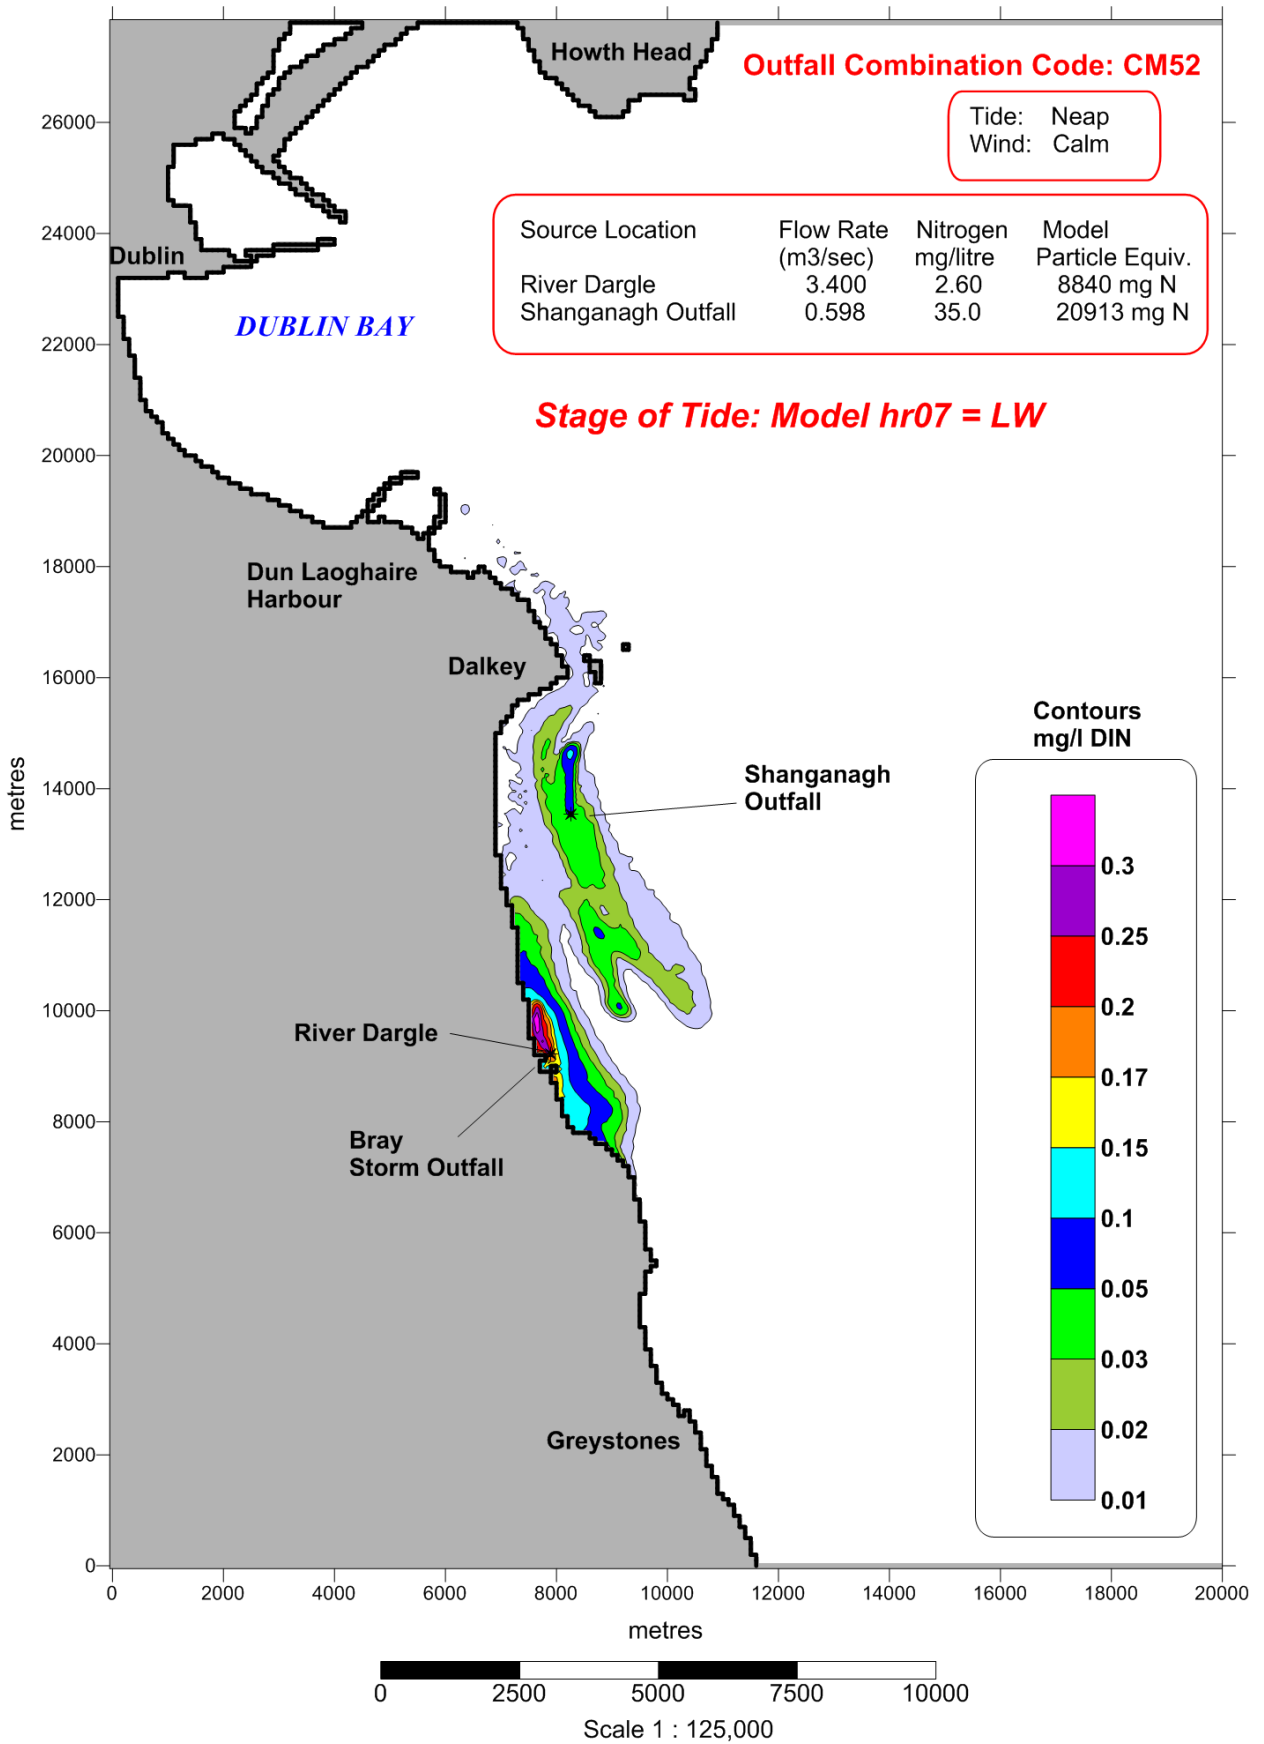 Howth Head
Outfall Combination Code: CM52
Tide: Neap
Wind: Calm
Source Location Flow Rate Nitrogen Model
(m3/sec) mg/litre Particle Equiv.
River Dargle 3.400 2.60 8840 mg N
Shanganagh Outfall 0.598 35.0 20913 mg N
Dublin
DUBLIN BAY
Stage of Tide: Model hr07 = LW
Dun Laoghaire
Harbour
Dalkey
Shanganagh
Outfall
River Dargle
Bray
Storm Outfall
Greystones
Contours
mg/l DIN
0.3
0.25
0.2
0.17
0.15
0.1
0.05
0.03
0.02
0.01
metres
26000
24000
22000
20000
18000
16000
14000
12000
10000
8000
6000
4000
2000
0
0 2000 4000 6000 8000 10000 12000 14000 16000 18000 20000
metres
0 2500 5000 7500 10000
Scale 1 : 125,000